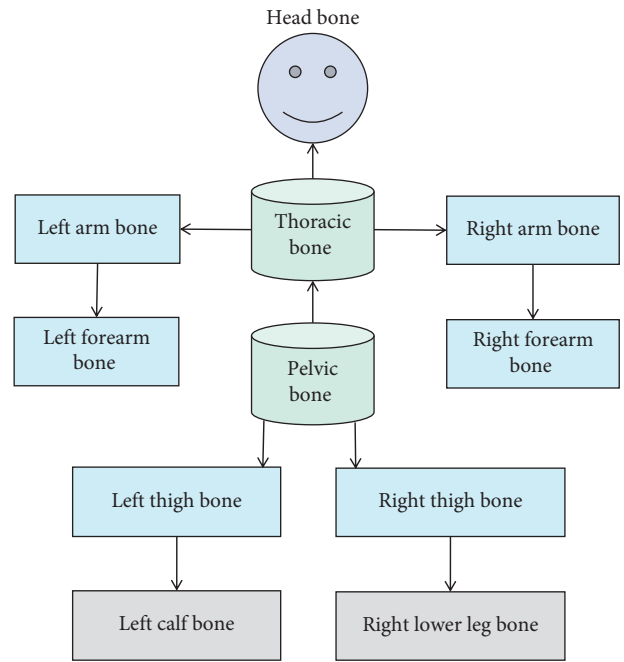 Head bone
Thoracic
bone
Left arm bone
Right arm bone
Left forearm
bone
Right forearm
bone
Pelvic
bone
Left thigh bone
Right thigh bone
Left calf bone
Right lower leg bone